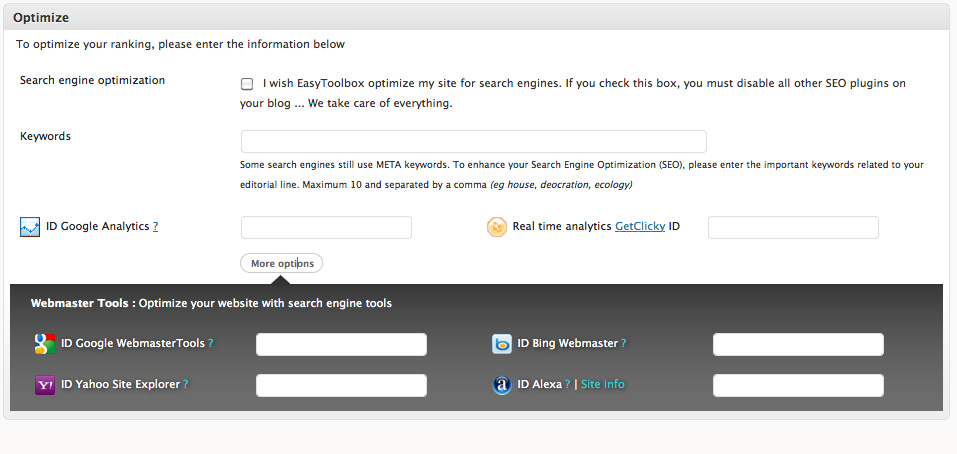 Optimize
To optimize your ranking, please enter the information below
Search engine optimization
I wish EasyToolbox optimize my site for search engines. If you check this box, you must disable all other SEO plugins on
your blog ... We take care of everything.
Keywords
Some search engines still use META keywords. To enhance your Search Engine Optimization (SEO), please enter the important keywords related to your
editorial line. Maximum 10 and separated by a comma (eg house, deocration, ecology)
ID Google Analytics ?
Real time analytics GetClicky ID
More options
Webmaster Tools : Optimize your website with search engine tools
ID Google WebmasterTools ?
ID Bing Webmaster ?
ID Yahoo Site Explorer ?
ID Alexa ? | Site info